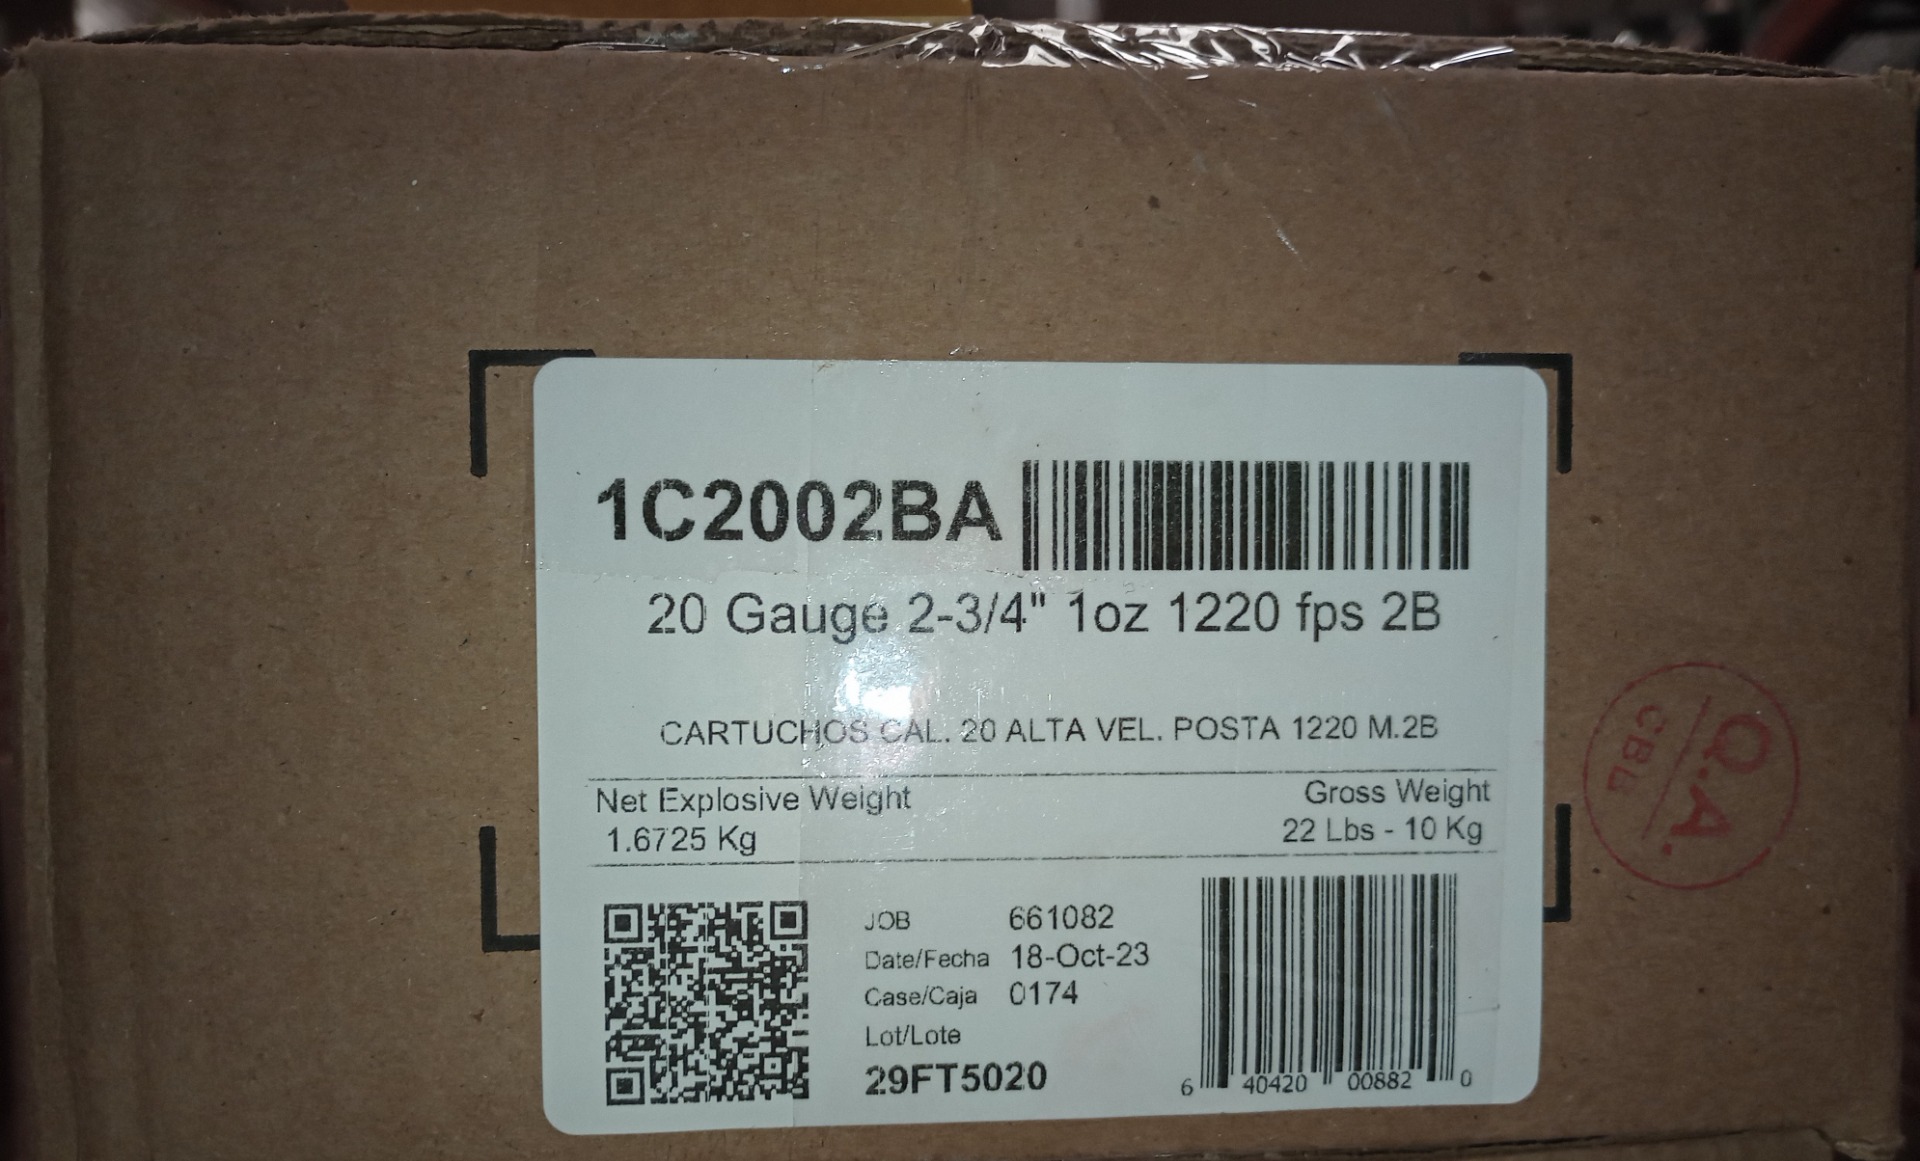 1C2002BA
20 Gauge 2-3/4" 1oz 1220 fps 2B
CARTUCHOS CAL. 20 ALTA VEL. POSTA 1220 M.2B
Net Explosive Weight
1.6725 Kg
Gross Weight
22 Lbs - 10 Kg
JOB 661082
Date/Fecha 18-Oct-23
Case/Caja 0174
Lot/Lote
29FT5020
6 40420 00882 0
Q.A.
CBL